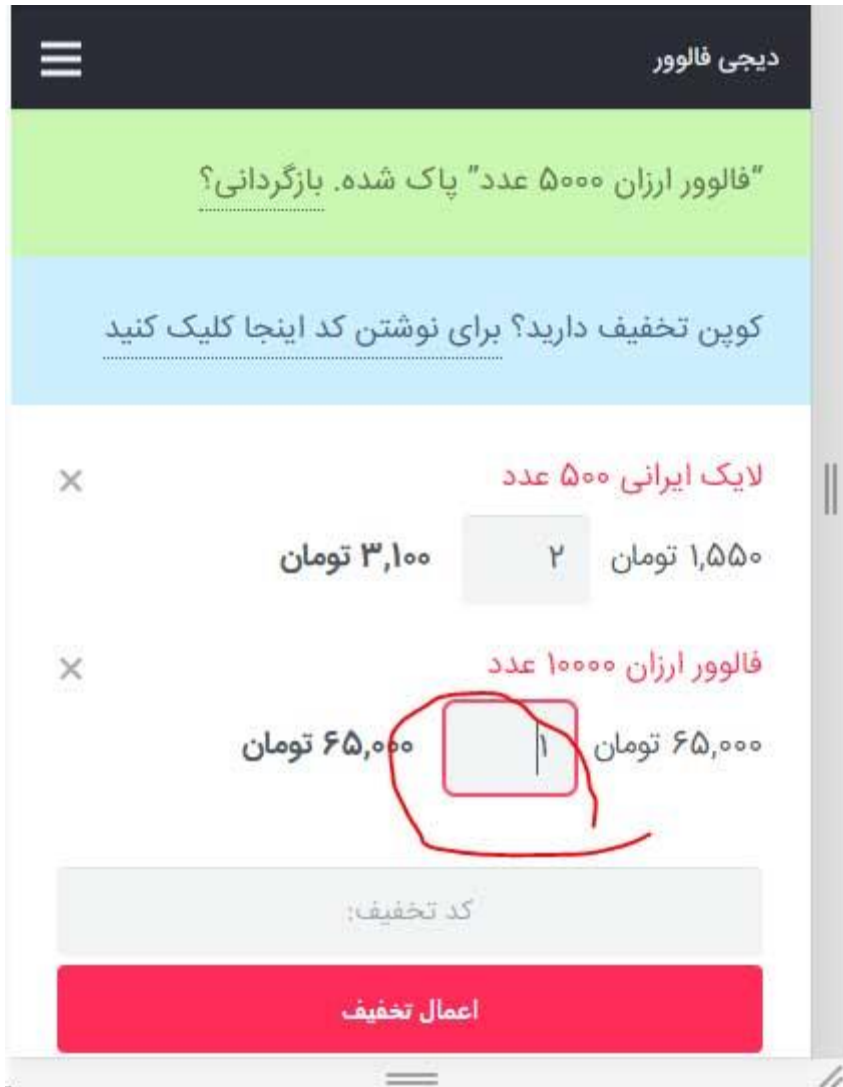 دیجی فالوور
“فالوور ارزان ۵۰۰۰ عدد” پاک شده. بازگردانی؟
کوپن تخفیف دارید؟ برای نوشتن کد اینجا کلیک کنید
لایک ایرانی ۵۰۰ عدد
۱,۵۵۰ تومان ۲ ۳,۱۰۰ تومان
فالوور ارزان ۱۰۰۰۰ عدد
۶۵,۰۰۰ تومان ۱ ۶۵,۰۰۰ تومان
کد تخفیف:
اعمال تخفیف